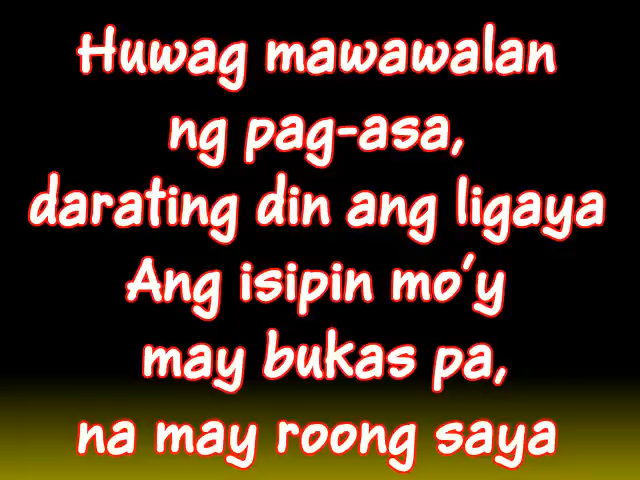 Huwag mawawalan
ng pag-asa,
darating din ang ligaya
Ang isipin mo'y
may bukas pa,
na may roong saya